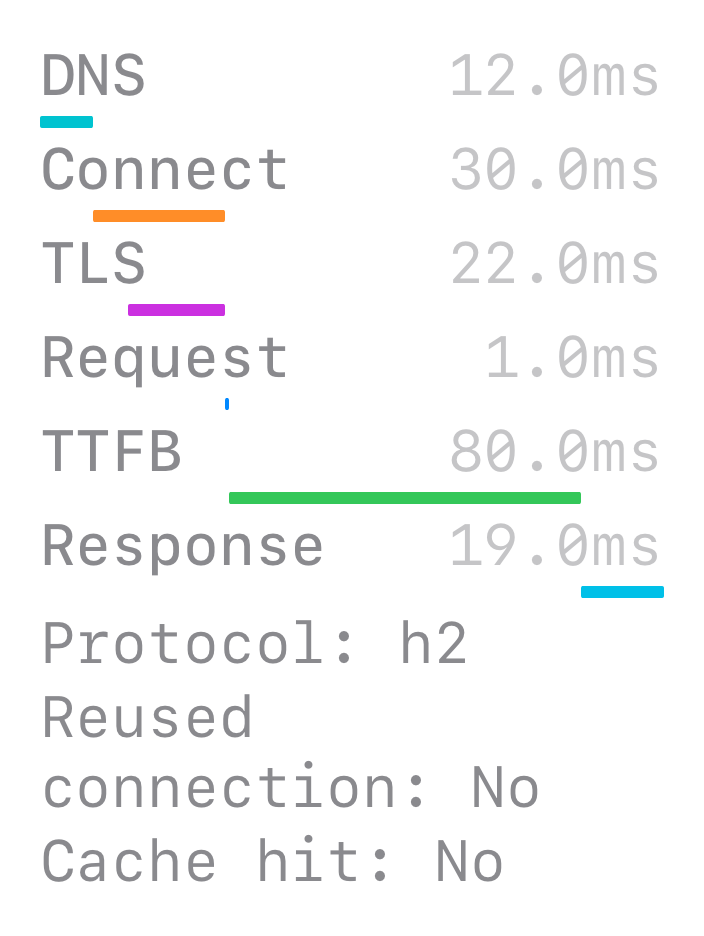 DNS 12.0ms
Connect 30.0ms
TLS 22.0ms
Request 1.0ms
TTFB 80.0ms
Response 19.0ms
Protocol: h2
Reused
connection: No
Cache hit: No